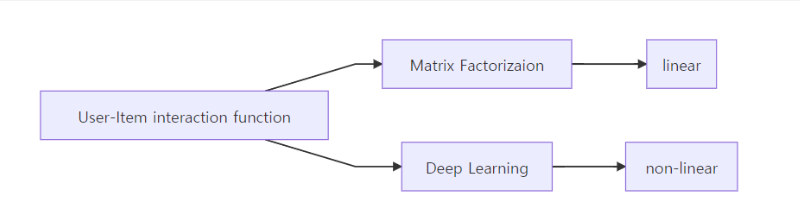 Matrix Factorizaion
linear
User-Item interaction function
Deep Learning
non-linear